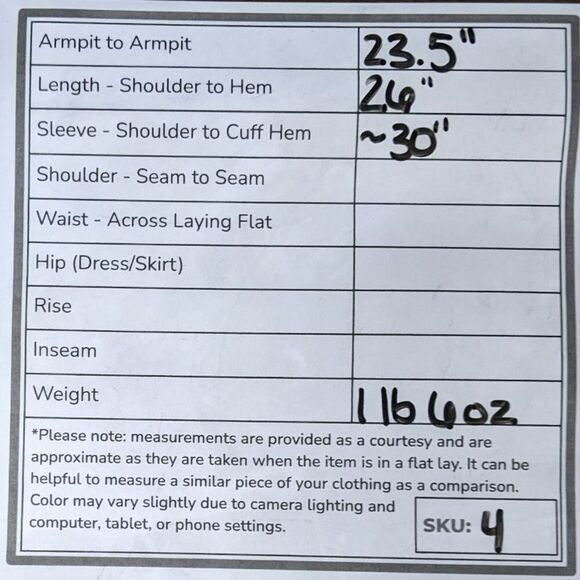 Armpit to Armpit 23.5"
Length - Shoulder to Hem 26"
Sleeve - Shoulder to Cuff Hem ~30"
Shoulder - Seam to Seam
Waist - Across Laying Flat
Hip (Dress/Skirt)
Rise
Inseam
Weight 1 lb 6oz
*Please note: measurements are provided as a courtesy and are
approximate as they are taken when the item is in a flat lay. It can be
helpful to measure a similar piece of your clothing as a comparison.
Color may vary slightly due to camera lighting and
computer, tablet, or phone settings.
SKU: 4